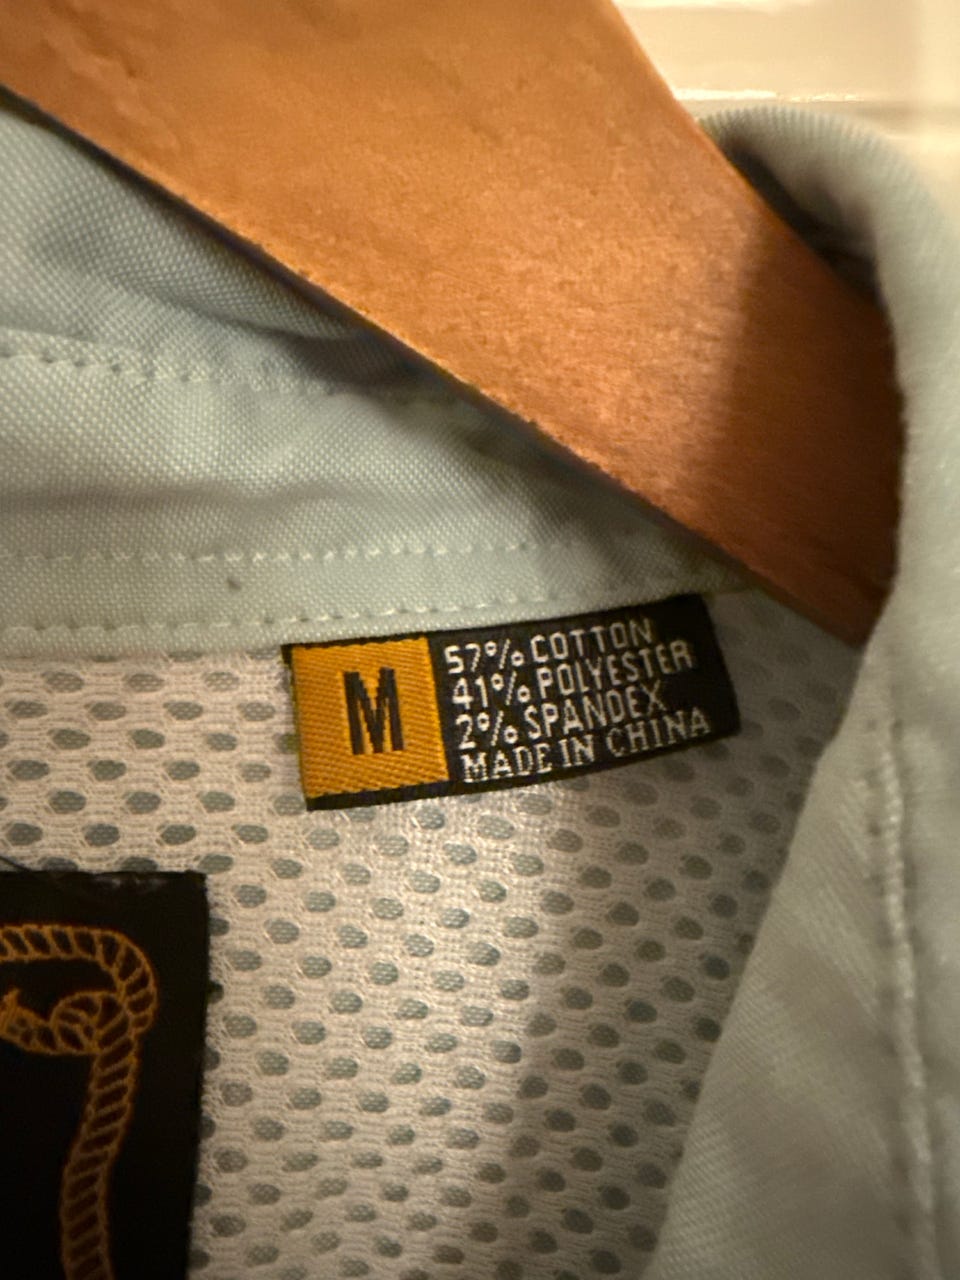 M
57% COTTON
41% POLYESTER
2% SPANDEX
MADE IN CHINA